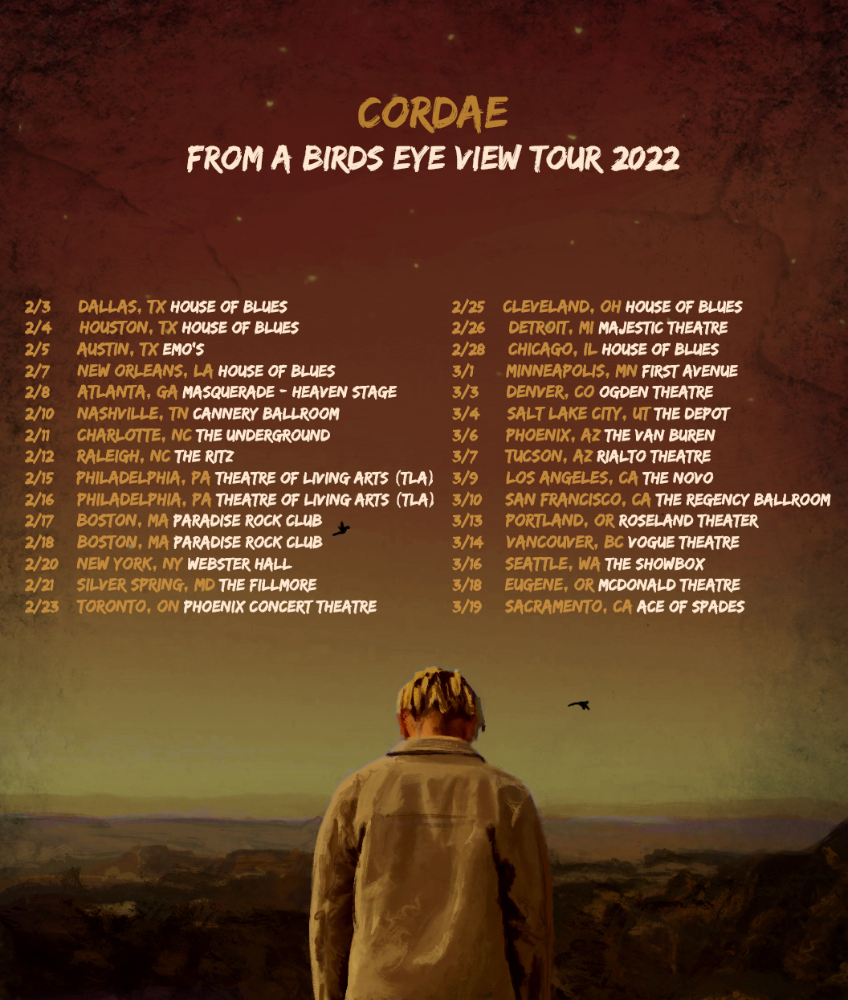 CORDAE
FROM A BIRDS EYE VIEW TOUR 2022
2/3 DALLAS, TX HOUSE OF BLUES
2/4 HOUSTON, TX HOUSE OF BLUES
2/5 AUSTIN, TX EMO'S
2/7 NEW ORLEANS, LA HOUSE OF BLUES
2/8 ATLANTA, GA MASQUERADE - HEAVEN STAGE
2/10 NASHVILLE, TN CANNERY BALLROOM
2/11 CHARLOTTE, NC THE UNDERGROUND
2/12 RALEIGH, NC THE RITZ
2/15 PHILADELPHIA, PA THEATRE OF LIVING ARTS (TLA)
2/16 PHILADELPHIA, PA THEATRE OF LIVING ARTS (TLA)
2/17 BOSTON, MA PARADISE ROCK CLUB
2/18 BOSTON, MA PARADISE ROCK CLUB
2/20 NEW YORK, NY WEBSTER HALL
2/21 SILVER SPRING, MD THE FILLMORE
2/23 TORONTO, ON PHOENIX CONCERT THEATRE
2/25 CLEVELAND, OH HOUSE OF BLUES
2/26 DETROIT, MI MAJESTIC THEATRE
2/28 CHICAGO, IL HOUSE OF BLUES
3/1 MINNEAPOLIS, MN FIRST AVENUE
3/3 DENVER, CO OGDEN THEATRE
3/4 SALT LAKE CITY, UT THE DEPOT
3/6 PHOENIX, AZ THE VAN BUREN
3/7 TUCSON, AZ RIALTO THEATRE
3/9 LOS ANGELES, CA THE NOVO
3/10 SAN FRANCISCO, CA THE REGENCY BALLROOM
3/13 PORTLAND, OR ROSELAND THEATER
3/14 VANCOUVER, BC VOGUE THEATRE
3/16 SEATTLE, WA THE SHOWBOX
3/18 EUGENE, OR MCDONALD THEATRE
3/19 SACRAMENTO, CA ACE OF SPADES